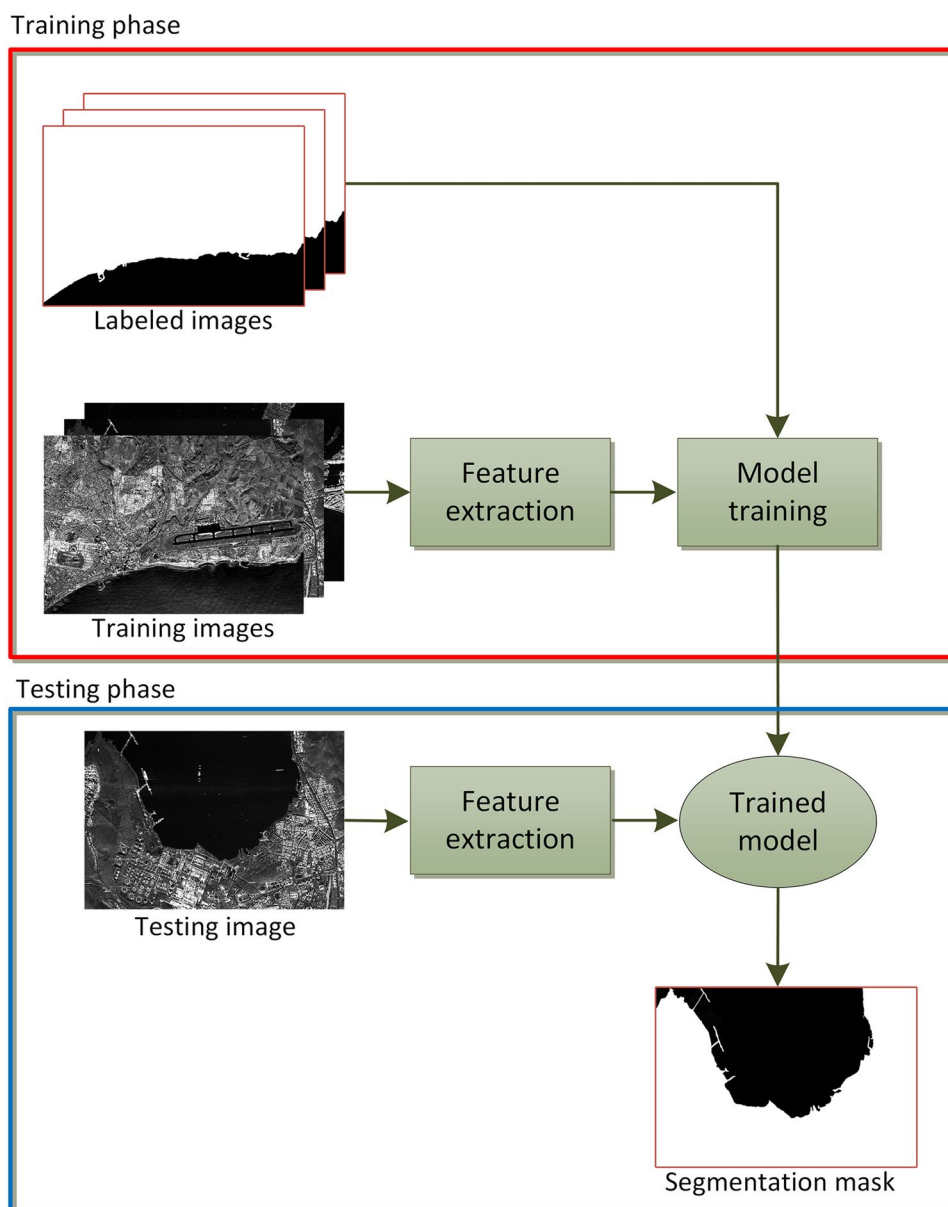 Training phase
Labeled images
Feature
extraction
Model
training
Training images
Testing phase
Feature
extraction
Trained
model
Testing image
Segmentation mask